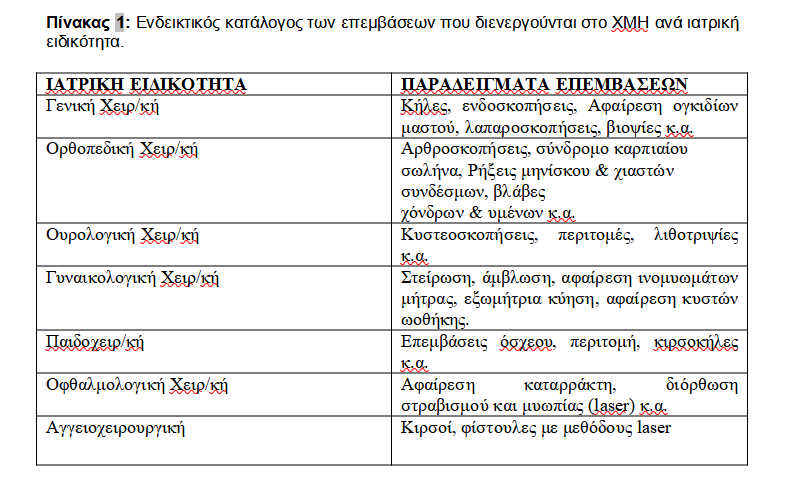 Πίνακας 1: Ενδεικτικός κατάλογος των επεμβάσεων που διενεργούνται στο ΧΜΗ ανά ιατρική
ειδικότητα.
ΙΑΤΡΙΚΗ ΕΙΔΙΚΟΤΗΤΑ ΠΑΡΑΔΕΙΓΜΑΤΑ ΕΠΕΜΒΑΣΕΩΝ
Γενική Χειρ/κή Κήλες, ενδοσκοπήσεις, Αφαίρεση ογκιδίων
μαστού, λαπαροσκοπήσεις, βιοψίες κ.α.
Ορθοπεδική Χειρ/κή Αρθροσκοπήσεις, σύνδρομο καρπιαίου
σωλήνα, Ρήξεις μηνίσκου & χιαστών
συνδέσμων, βλάβες
χόνδρων & υμένων κ.α.
Ουρολογική Χειρ/κή Κυστεοσκοπήσεις, περιτομές, λιθοτριψίες
κ.α.
Γυναικολογική Χειρ/κή Στείρωση, άμβλωση, αφαίρεση ινομυωμάτων
μήτρας, εξωμήτρια κύηση, αφαίρεση κυστών
ωοθήκης.
Παιδοχειρ/κή Επεμβάσεις όσχεου, περιτομή, κιρσοκήλες
κ.α.
Οφθαλμολογική Χειρ/κή Αφαίρεση καταρράκτη, διόρθωση
στραβισμού και μυωπίας (laser) κ.α.
Αγγειοχειρουργική Κιρσοί, φίστουλες με μεθόδους laser